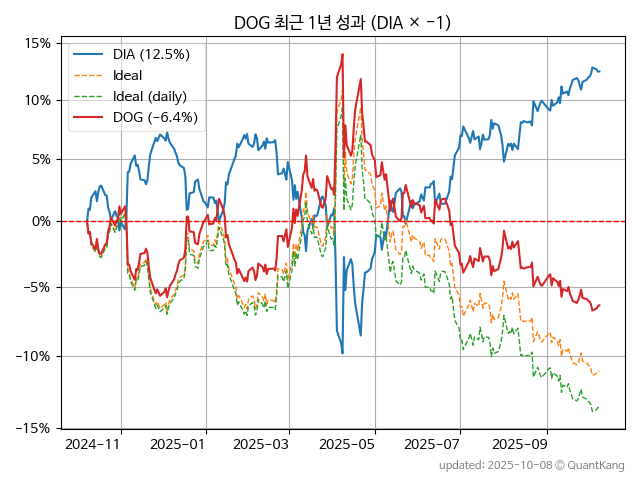 DOG 최근 1년 성과 (DIA × −1)
15%
10%
5%
0%
−5%
−10%
−15%
DIA (12.5%)
Ideal
Ideal (daily)
DOG (−6.4%)
2024-11
2025-01
2025-03
2025-05
2025-07
2025-09
updated: 2025-10-08 © QuantKang